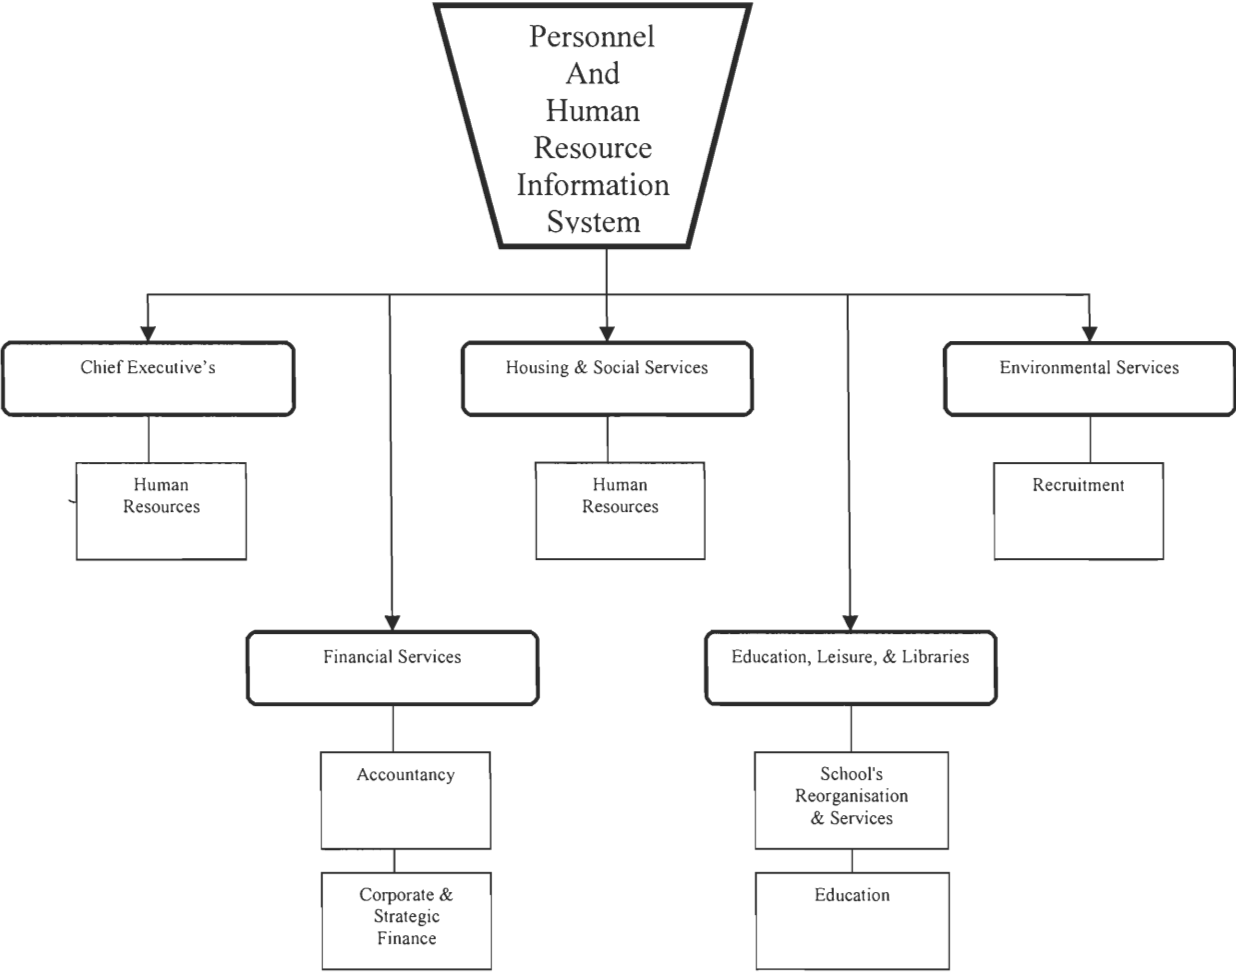 Personnel
And
Human
Resource
Information
System
Chief Executive's
Housing & Social Services
Environmental Services
Human
Resources
Human
Resources
Recruitment
Financial Services
Education, Leisure, & Libraries
Accountancy
School's
Reorganisation
& Services
Corporate &
Strategic
Finance
Education